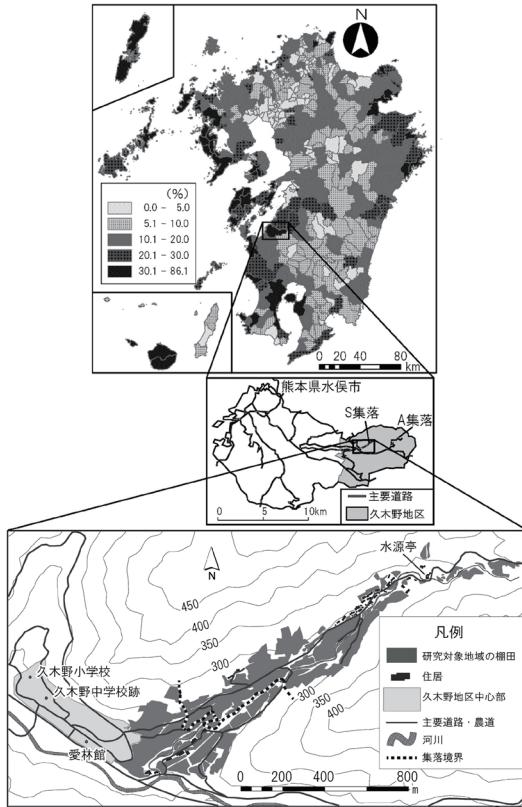 N
(%)
0.0 - 5.0
5.1 - 10.0
10.1 - 20.0
20.1 - 30.0
30.1 - 86.1
0 20 40 80
km
熊本県水俣市
S集落
A集落
0 5 10km
主要道路
久木野地区
水源亭
N
450
400
350
300
300
350
400
久木野小学校
久木野中学校跡
愛林館
凡例
研究対象地域の棚田
住居
久木野地区中心部
主要道路・農道
河川
集落境界
0 200 400 800
m